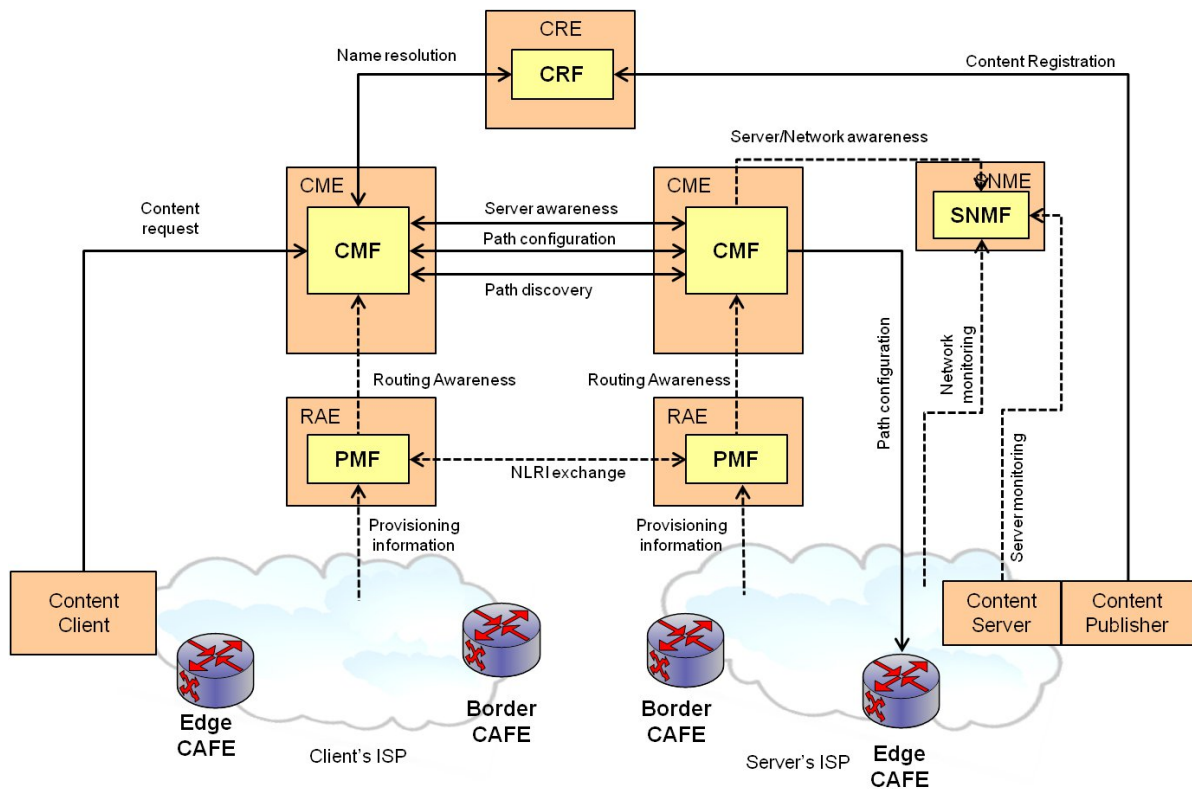 CRE
Name resolution
CRF
Content Registration
Server/Network awareness
CME
CME
SNME
Content
request
Server awareness
SNMF
CMF
Path configuration
CMF
Path discovery
Network
monitoring
Path configuration
Routing Awareness
Routing Awareness
RAE
RAE
PMF
PMF
NLRI exchange
Server monitoring
Provisioning
information
Provisioning
information
Content
Client
Content
Server
Content
Publisher
Edge
CAFE
Border
CAFE
Border
CAFE
Edge
CAFE
Client's ISP
Server's ISP